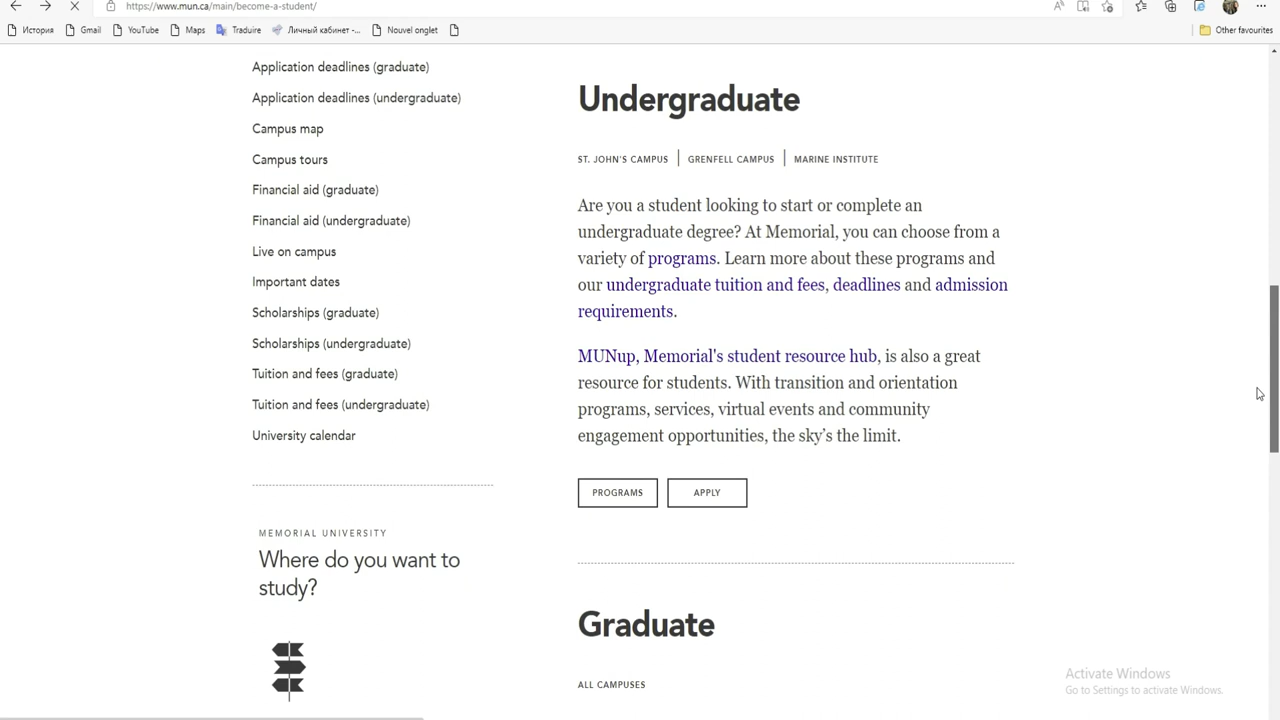 https://www.mun.ca/main/become-a-student/
История
Gmail
YouTube
Maps
Traduire
Личный кабинет -...
Nouvel onglet
Other favourites
Application deadlines (graduate)
Application deadlines (undergraduate)
Campus map
Campus tours
Financial aid (graduate)
Financial aid (undergraduate)
Live on campus
Important dates
Scholarships (graduate)
Scholarships (undergraduate)
Tuition and fees (graduate)
Tuition and fees (undergraduate)
University calendar
MEMORIAL UNIVERSITY
Where do you want to
study?
Undergraduate
ST. JOHN'S CAMPUS | GRENFELL CAMPUS | MARINE INSTITUTE
Are you a student looking to start or complete an
undergraduate degree? At Memorial, you can choose from a
variety of programs. Learn more about these programs and
our undergraduate tuition and fees, deadlines and admission
requirements.
MUNup, Memorial's student resource hub, is also a great
resource for students. With transition and orientation
programs, services, virtual events and community
engagement opportunities, the sky's the limit.
PROGRAMS
APPLY
Graduate
ALL CAMPUSES
Activate Windows
Go to Settings to activate Windows.